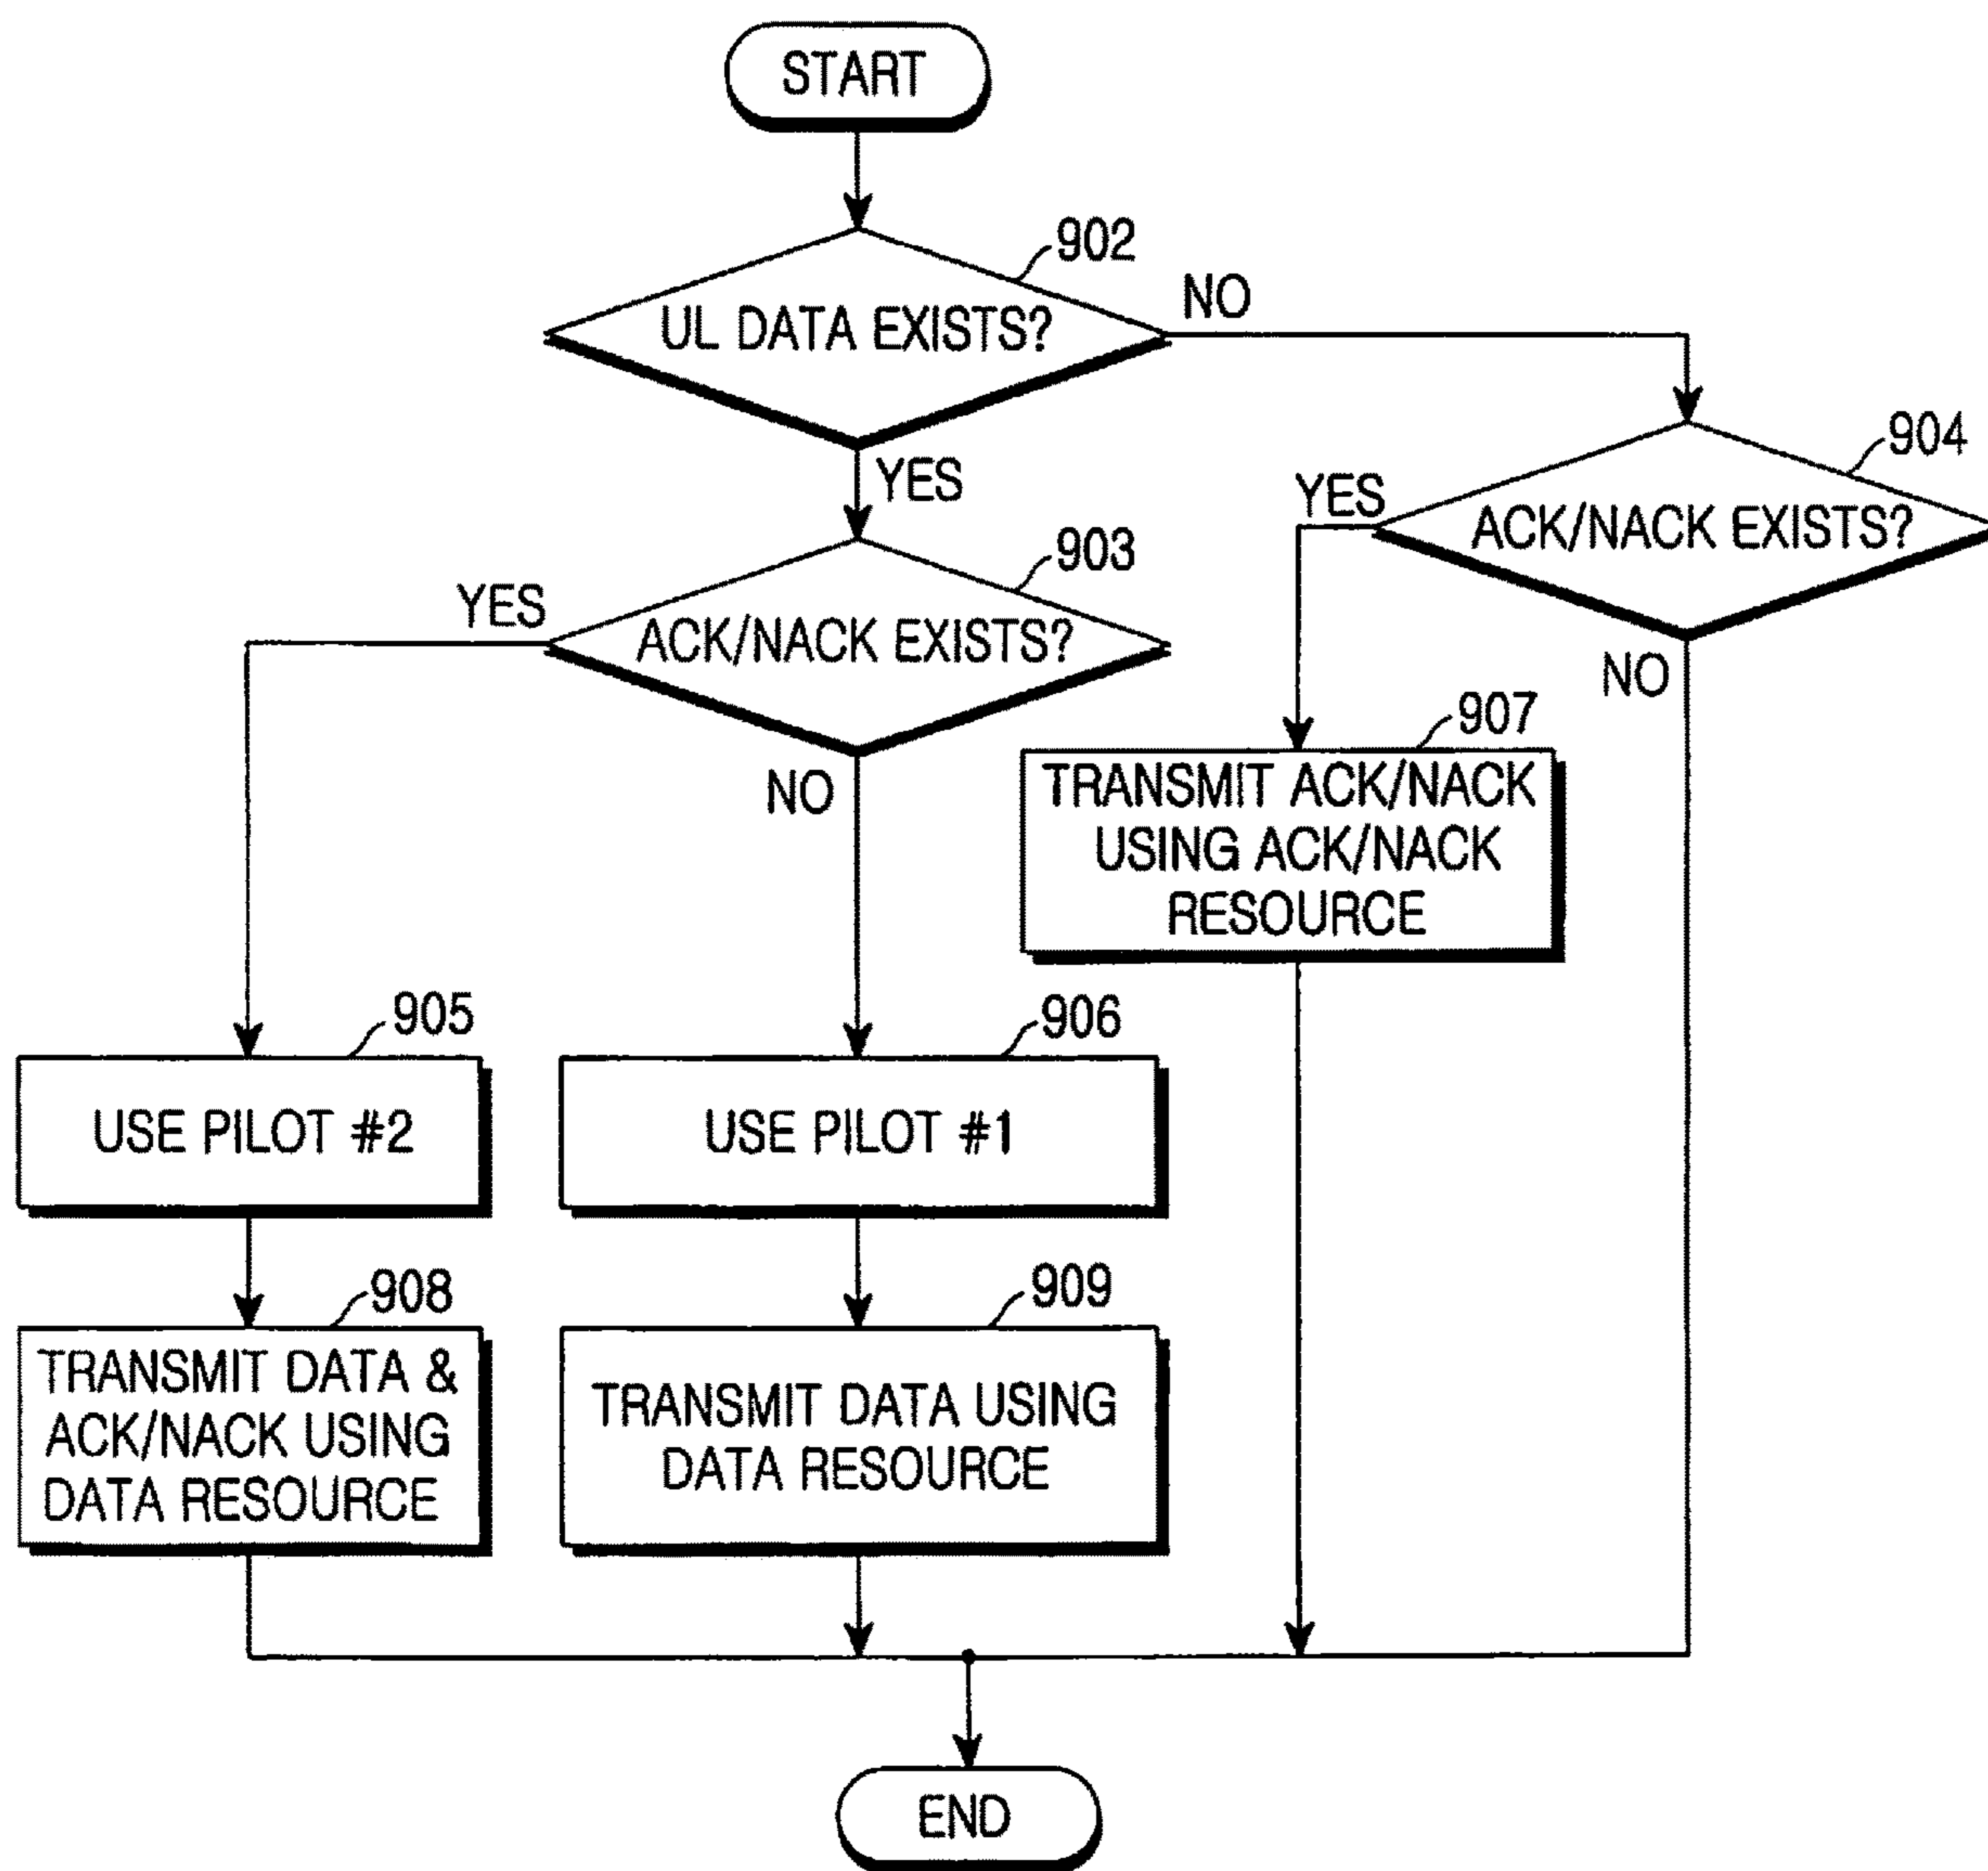 START
902
UL DATA EXISTS?
NO
YES
904
ACK/NACK EXISTS?
YES
NO
903
ACK/NACK EXISTS?
YES
NO
907
TRANSMIT ACK/NACK
USING ACK/NACK
RESOURCE
905
USE PILOT #2
906
USE PILOT #1
908
TRANSMIT DATA &
ACK/NACK USING
DATA RESOURCE
909
TRANSMIT DATA USING
DATA RESOURCE
END